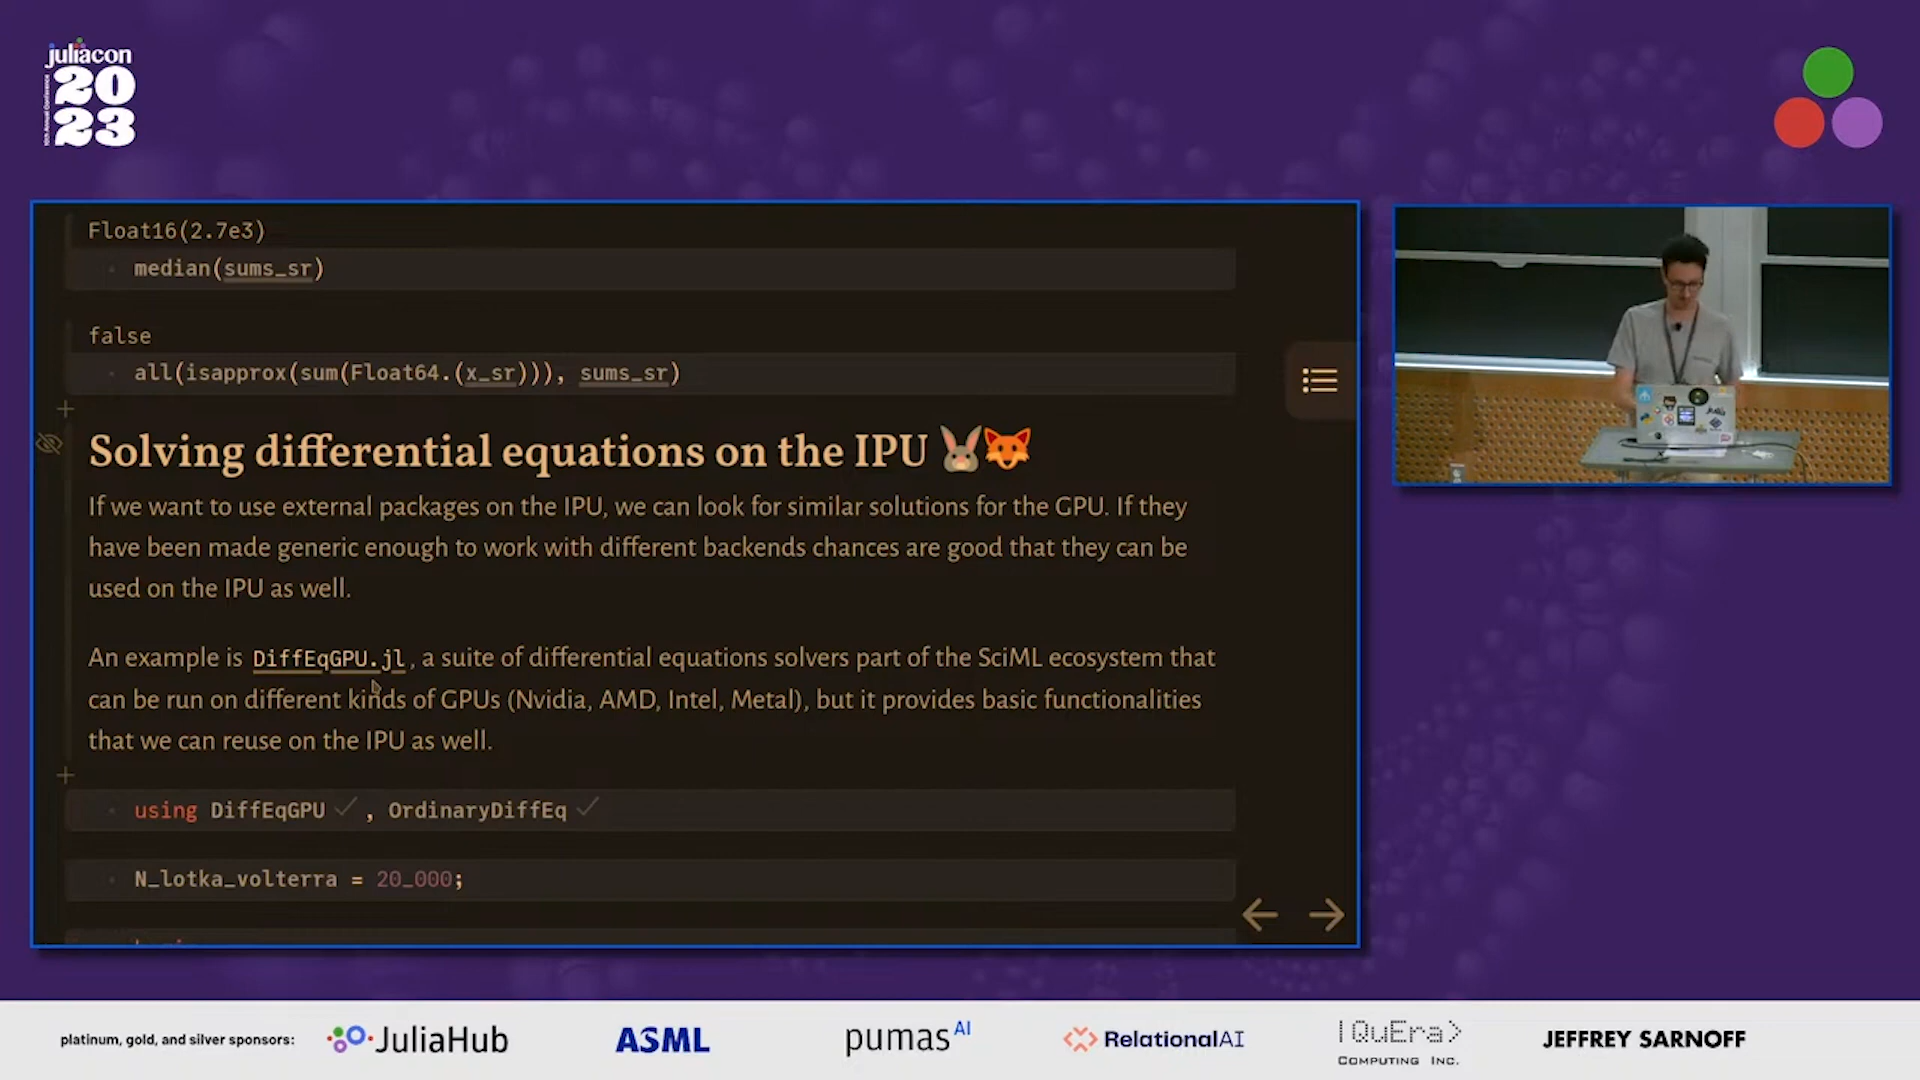 juliacon
20
23
Float16(2.7e3)
median(sums_sr)
false
all(isapprox(sum(Float64.(x_sr))), sums_sr)
Solving differential equations on the IPU 🐰🦊
If we want to use external packages on the IPU, we can look for similar solutions for the GPU. If they
have been made generic enough to work with different backends chances are good that they can be
used on the IPU as well.
An example is DiffEqGPU.jl, a suite of differential equations solvers part of the SciML ecosystem that
can be run on different kinds of GPUs (Nvidia, AMD, Intel, Metal), but it provides basic functionalities
that we can reuse on the IPU as well.
using DiffEqGPU ✓ , OrdinaryDiffEq ✓
N_lotka_volterra = 20_000;
platinum, gold, and silver sponsors:
JuliaHub
ASML
pumasAI
RelationalAI
|QuEra>
COMPUTING INC.
JEFFREY SARNOFF